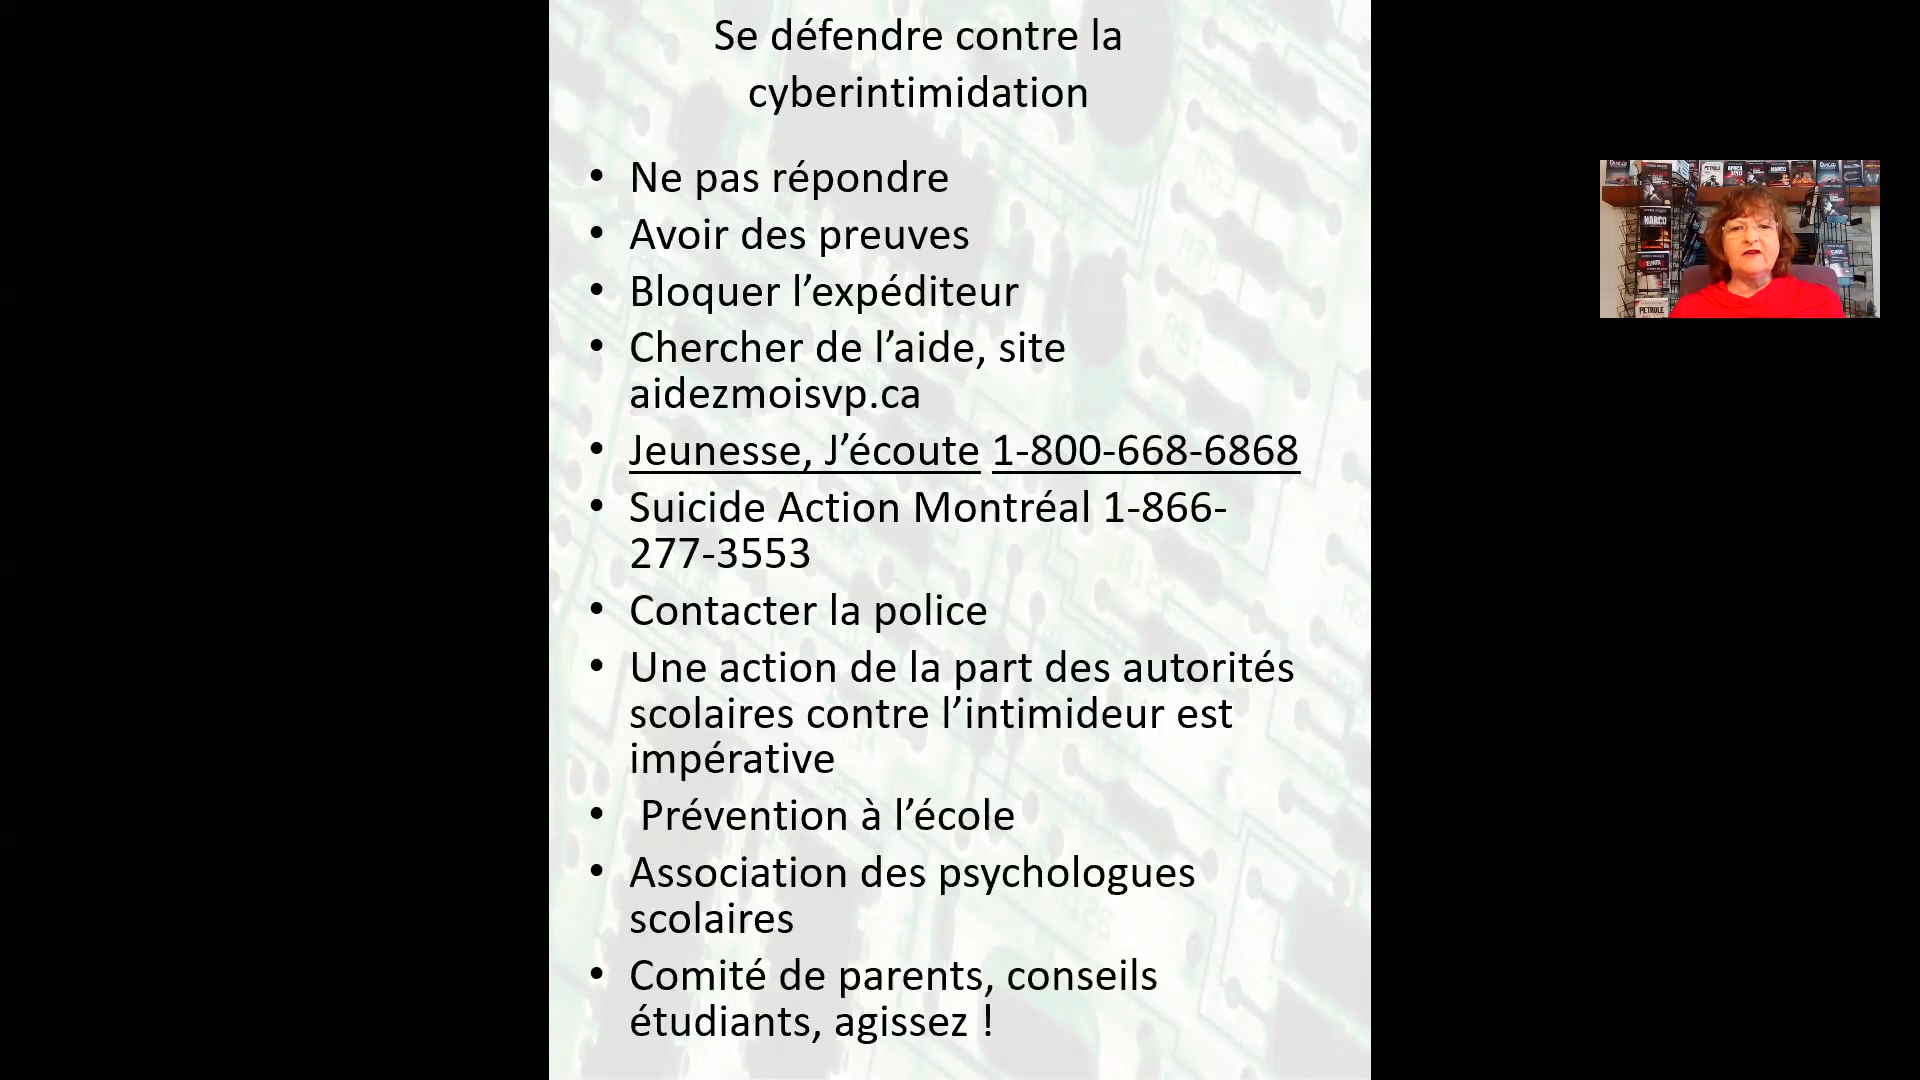 Se défendre contre la
cyberintimidation
• Ne pas répondre
• Avoir des preuves
• Bloquer l’expéditeur
• Chercher de l’aide, site
aidezmoisvp.ca
• Jeunesse, J’écoute 1-800-668-6868
• Suicide Action Montréal 1-866-
277-3553
• Contacter la police
• Une action de la part des autorités
scolaires contre l’intimideur est
impérative
• Prévention à l’école
• Association des psychologues
scolaires
• Comité de parents, conseils
étudiants, agissez !
NARCO
PETROLE